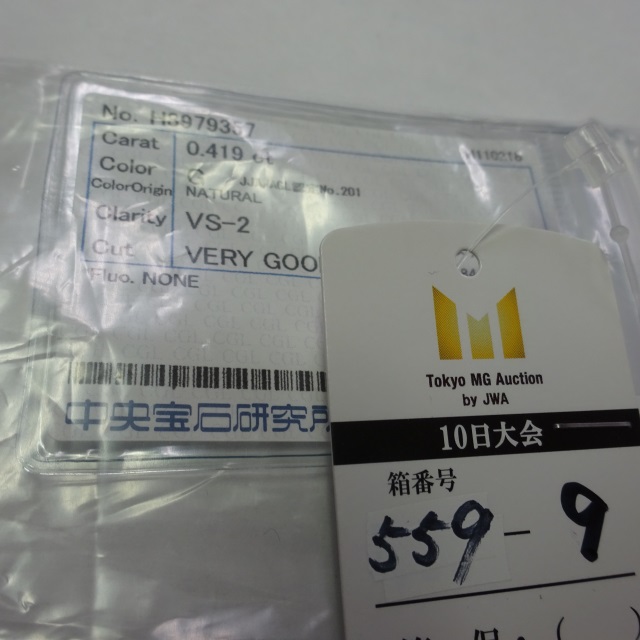 No.
Carat 0.419 ct
Color G
ColorOrigin NATURAL
Clarity VS-2
Cut VERY GOO
Fluo. NONE
中央宝石研究所
Tokyo MG Auction
by JWA
10日大会
箱番号
559-9